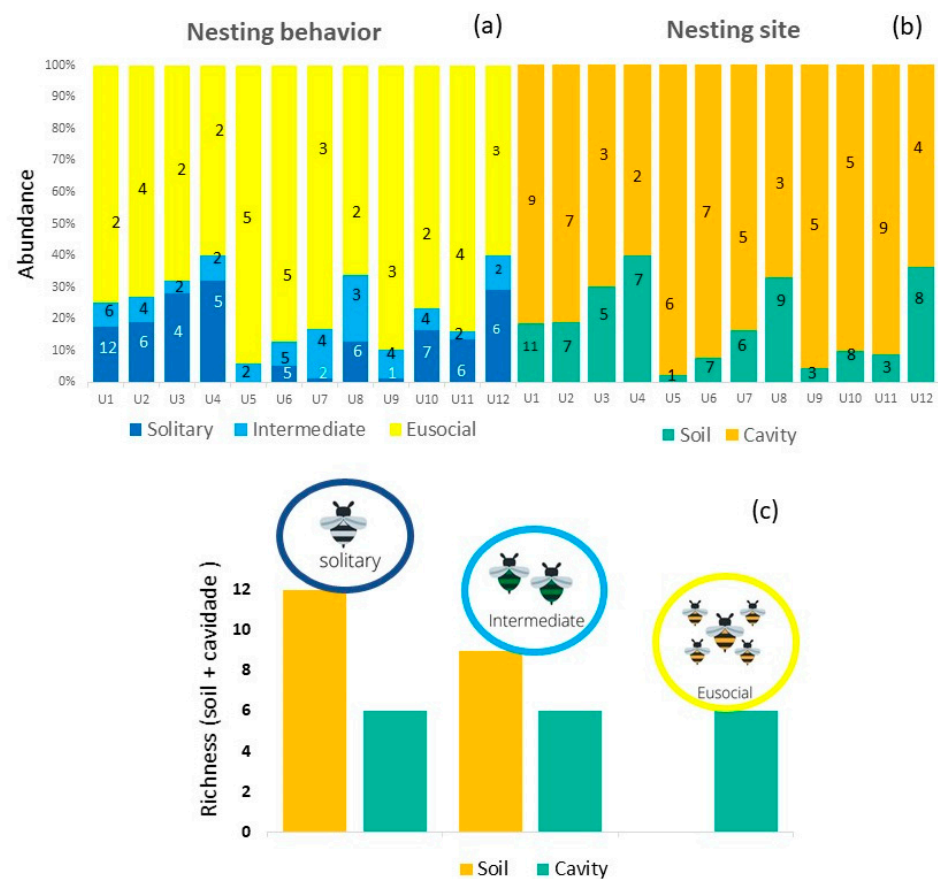 Nesting behavior (a)
Nesting site (b)
Abundance
100%
90%
80%
70%
60%
50%
40%
30%
20%
10%
0%
2 4 2 2 5 5 3 2 3 2 4 3
6 4 2 2 2 5 4 3 4 4 2 2
12 6 4 5 5 2 6 1 7 6 6
U1 U2 U3 U4 U5 U6 U7 U8 U9 U10 U11 U12
Solitary Intermediate Eusocial
9 7 3 2 6 7 5 3 5 5 9 4
11 7 5 7 1 7 6 9 3 8 3 8
U1 U2 U3 U4 U5 U6 U7 U8 U9 U10 U11 U12
Soil Cavity
(c)
solitary
Intermediate
Eusocial
Richness (soil + cavidade )
12
10
8
6
4
2
0
Soil Cavity